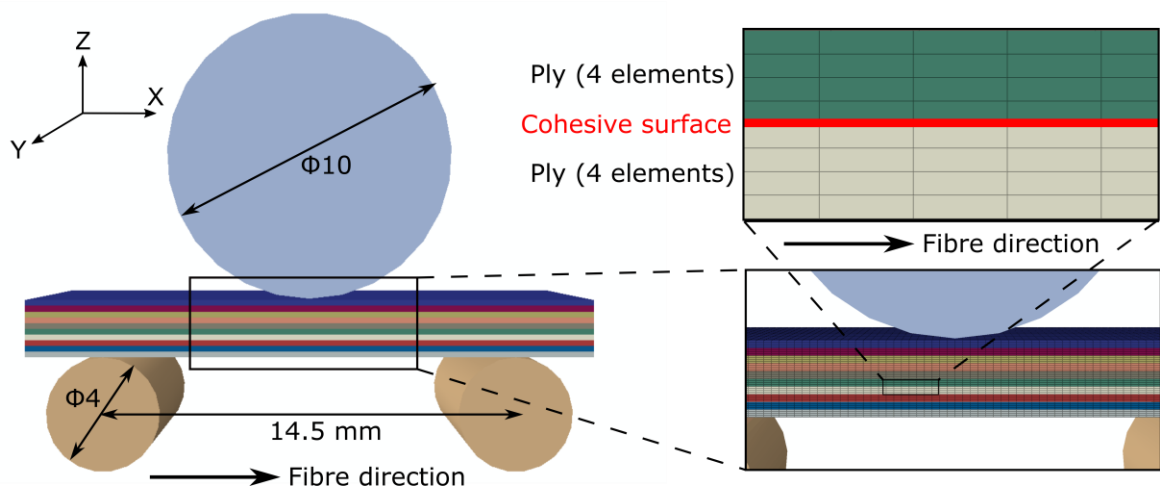 Z
X
Y
Φ10
Φ4
14.5 mm
Fibre direction
Ply (4 elements)
Cohesive surface
Ply (4 elements)
Fibre direction